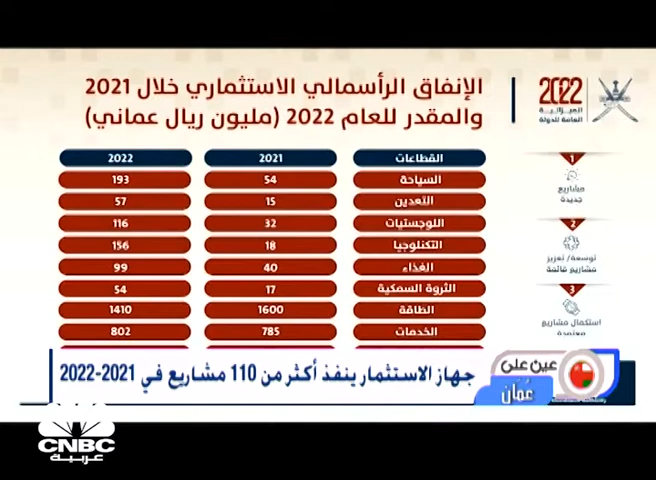 الإنفاق الرأسمالي الاستثماري خلال 2021
والمقدر للعام 2022 (مليون ريال عماني)
2022
الميزانية
العامة للدولة
القطاعات 2021 2022
السياحة 54 193
التعدين 15 57
اللوجستيات 32 116
التكنلوجيا 18 156
الغذاء 40 99
الثروة السمكية 17 54
الطاقة 1600 1410
الخدمات 785 802
1
مشاريع
جديدة
2
توسعة/ تعزيز
مشاريع قائمة
3
استكمال مشاريع
معتمدة
عين على
عُمان
جهاز الاستثمار ينفذ أكثر من 110 مشاريع في 2021-2022
CNBC
عربية